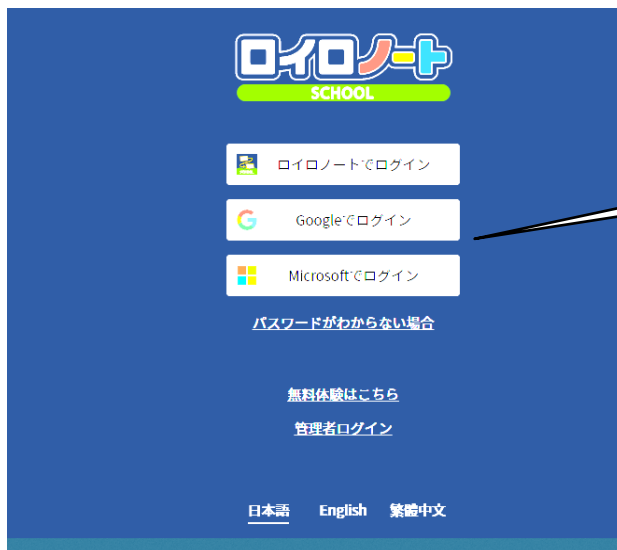 ロイロノート
SCHOOL
ロイロノートでログイン
Googleでログイン
Microsoftでログイン
パスワードがわからない場合
無料体験はこちら
管理者ログイン
日本語 English 繁體中文